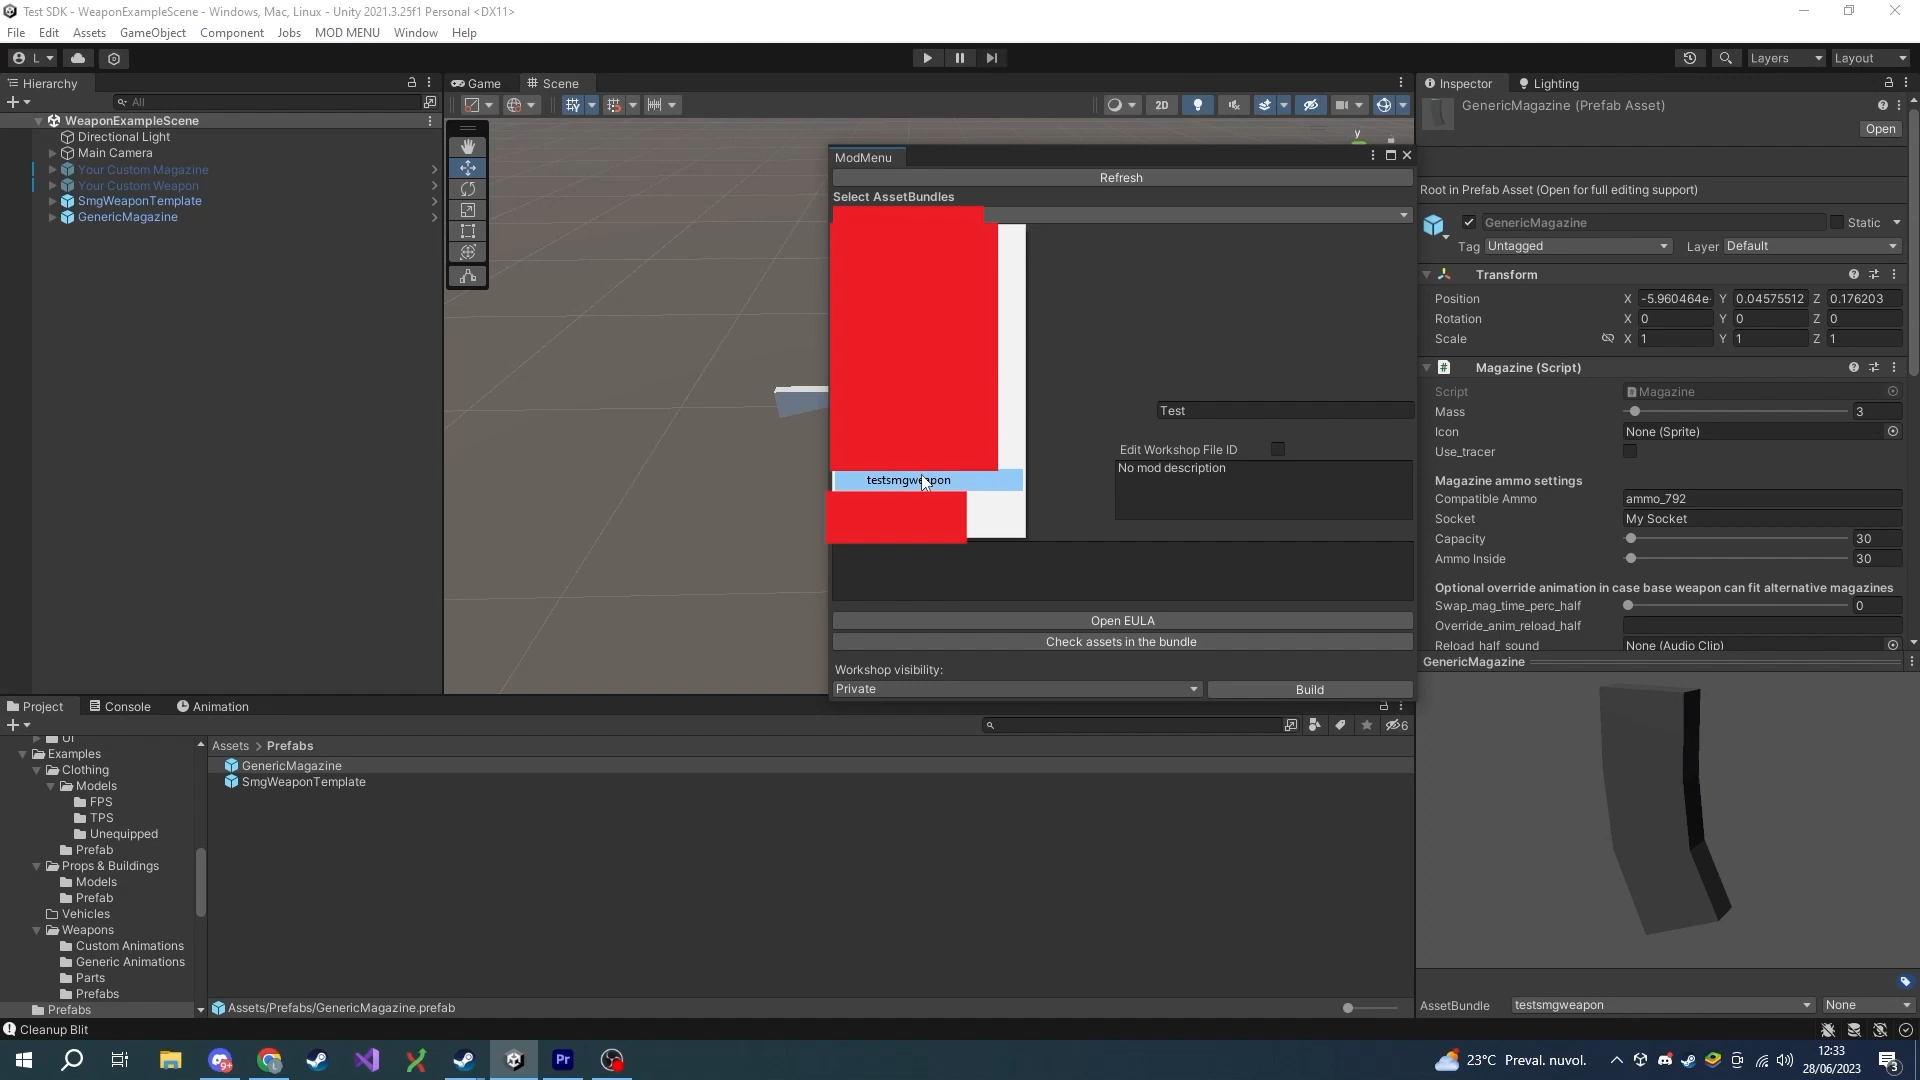 Test SDK - WeaponExampleScene - Windows, Mac, Linux - Unity 2021.3.25f1 Personal <DX11>
File Edit Assets GameObject Component Jobs MOD MENU Window Help
L Layers Layout
Hierarchy Game Scene Inspector Lighting
All 2D GenericMagazine (Prefab Asset)
Open
WeaponExampleScene
Directional Light
Main Camera
Your Custom Magazine
Your Custom Weapon
SmgWeaponTemplate
GenericMagazine
y
ModMenu
Refresh
Select AssetBundles
testsmgweapon
Test
Edit Workshop File ID
No mod description
Open EULA
Check assets in the bundle
Workshop visibility:
Private Build
Root in Prefab Asset (Open for full editing support)
GenericMagazine Static
Tag Untagged Layer Default
Transform
Position X -5.960464e- Y 0.04575512 Z 0.176203
Rotation X 0 Y 0 Z 0
Scale X 1 Y 1 Z 1
# Magazine (Script)
Script Magazine
Mass 3
Icon None (Sprite)
Use_tracer
Magazine ammo settings
Compatible Ammo ammo_792
Socket My Socket
Capacity 30
Ammo Inside 30
Optional override animation in case base weapon can fit alternative magazines
Swap_mag_time_perc_half 0
Override_anim_reload_half
Reload half sound None (Audio Clip)
GenericMagazine
AssetBundle testsmgweapon None
Project Console Animation
6
UI
Examples
Clothing
Models
FPS
TPS
Unequipped
Prefab
Props & Buildings
Models
Prefab
Vehicles
Weapons
Custom Animations
Generic Animations
Parts
Prefabs
Prefabs
Assets > Prefabs
GenericMagazine
SmgWeaponTemplate
Assets/Prefabs/GenericMagazine.prefab
Cleanup Blit
9+ Pr 23°C Preval. nuvol. 12:33
28/06/2023 3